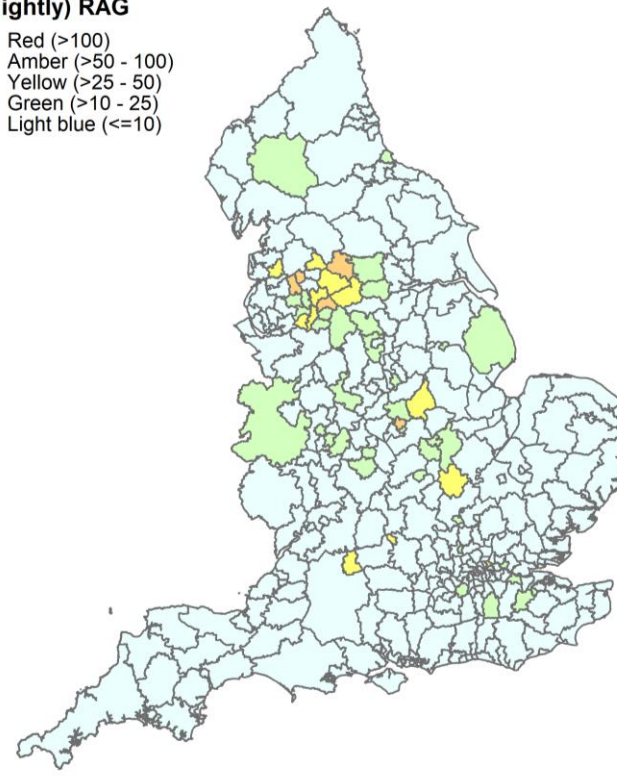 ightly) RAG
Red (>100)
Amber (>50 - 100)
Yellow (>25 - 50)
Green (>10 - 25)
Light blue (<=10)